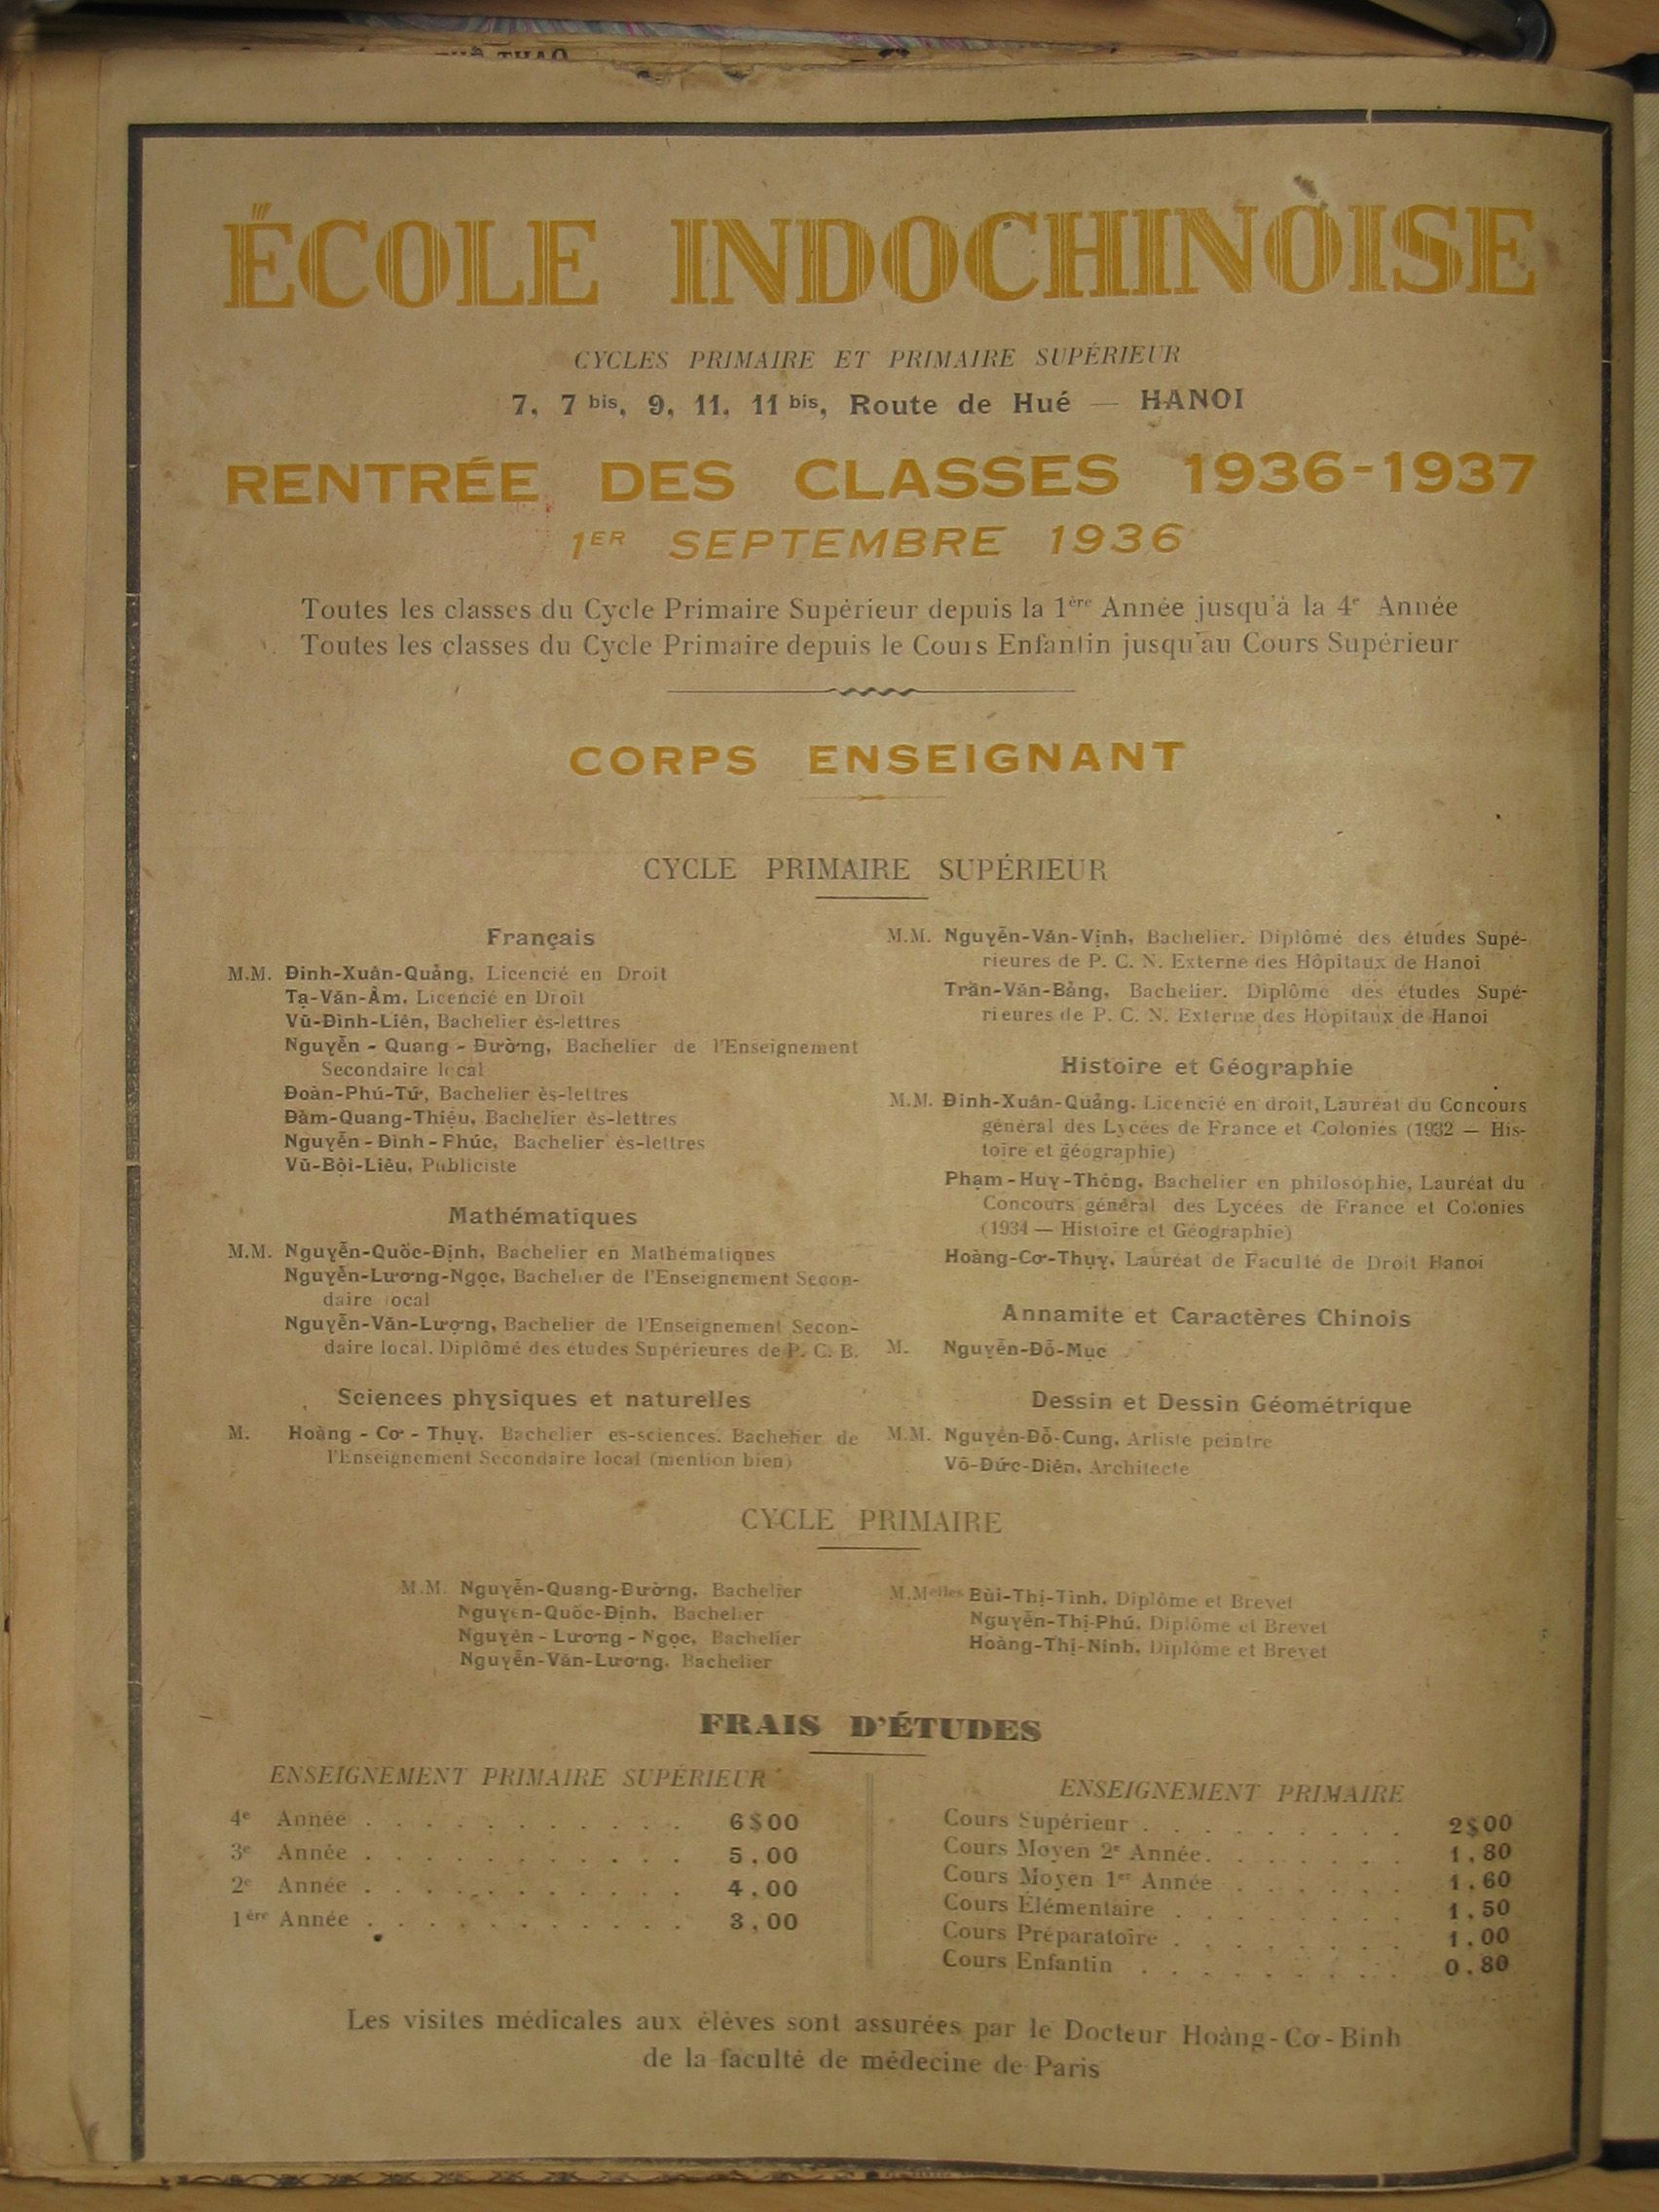 ÉCOLE INDOCHINOISE
CYCLES PRIMAIRE ET PRIMAIRE SUPÉRIEUR
7, 7 bis, 9, 11, 11 bis, Route de Hué — HANOI
RENTRÉE DES CLASSES 1936-1937
1ER SEPTEMBRE 1936
Toutes les classes du Cycle Primaire Supérieur depuis la 1ère Année jusqu'à la 4e Année
Toutes les classes du Cycle Primaire depuis le Cours Enfantin jusqu'au Cours Supérieur
CORPS ENSEIGNANT
CYCLE PRIMAIRE SUPÉRIEUR
Français
M.M. Đinh-Xuân-Quảng, Licencié en Droit
Tạ-Văn-Âm, Licencié en Droit
Vũ-Đình-Liên, Bachelier ès-lettres
Nguyễn - Quang - Đường, Bachelier de l'Enseignement
Secondaire local
Đoàn-Phú-Tứ, Bachelier ès-lettres
Đàm-Quang-Thiệu, Bachelier ès-lettres
Nguyễn - Đình - Phúc, Bachelier ès-lettres
Vũ-Bội-Liêu, Publiciste
Mathématiques
M.M. Nguyễn-Quốc-Định, Bachelier en Mathématiques
Nguyễn-Lương-Ngọc, Bachelier de l'Enseignement Secon-
daire local
Nguyễn-Văn-Lượng, Bachelier de l'Enseignement Secon-
daire local. Diplômé des études Supérieures de P. C. B.
Sciences physiques et naturelles
M. Hoàng - Cơ - Thụy, Bachelier es-sciences. Bachelier de
l'Enseignement Secondaire local (mention bien)
M.M. Nguyễn-Văn-Vịnh, Bachelier. Diplômé des études Supé-
rieures de P. C. N. Externe des Hôpitaux de Hanoi
Trần-Văn-Bảng, Bachelier. Diplômé des études Supé-
rieures de P. C. N. Externe des Hôpitaux de Hanoi
Histoire et Géographie
M.M. Đinh-Xuân-Quảng, Licencié en droit, Lauréat du Concours
général des Lycées de France et Colonies (1932 — His-
toire et géographie)
Phạm - Huy - Thông, Bachelier en philosophie, Lauréat du
Concours général des Lycées de France et Colonies
(1934 — Histoire et Géographie)
Hoàng-Cơ-Thụy, Lauréat de Faculté de Droit Hanoi
Annamite et Caractères Chinois
M. Nguyễn-Đỗ-Mục
Dessin et Dessin Géométrique
M.M. Nguyễn-Đỗ-Cung, Artiste peintre
Võ-Đức-Diên, Architecte
CYCLE PRIMAIRE
M.M. Nguyễn-Quang-Đường, Bachelier
Nguyễn-Quốc-Định, Bachelier
Nguyễn - Lương - Ngọc, Bachelier
Nguyễn-Văn-Lương, Bachelier
M.Melles Bùi-Thị-Tình, Diplôme et Brevet
Nguyễn-Thị-Phú, Diplôme et Brevet
Hoàng-Thị-Ninh, Diplôme et Brevet
FRAIS D'ÉTUDES
ENSEIGNEMENT PRIMAIRE SUPÉRIEUR
4e Année . . . . . . . . . . . 6$00
3e Année . . . . . . . . . . . 5.00
2e Année . . . . . . . . . . . 4.00
1ère Année . . . . . . . . . . . 3.00
ENSEIGNEMENT PRIMAIRE
Cours Supérieur . . . . . . . . . 2$00
Cours Moyen 2e Année. . . . . . . 1.80
Cours Moyen 1er Année . . . . . . 1.60
Cours Élémentaire . . . . . . . . 1.50
Cours Préparatoire . . . . . . . . 1.00
Cours Enfantin . . . . . . . . . 0.80
Les visites médicales aux élèves sont assurées par le Docteur Hoàng - Cơ - Bình
de la faculté de médecine de Paris